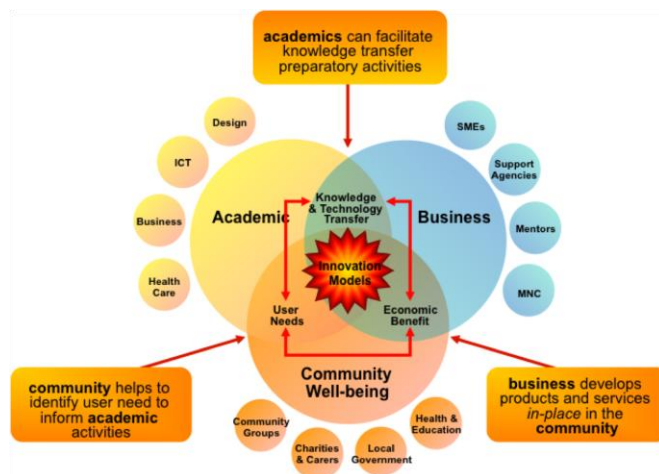 academics can facilitate
knowledge transfer
preparatory activities
Design
ICT
Business
Health
Care
SMEs
Support
Agencies
Mentors
MNC
Academic
Knowledge
& Technology
Transfer
Business
Innovation
Models
User
Needs
Economic
Benefit
Community
Well-being
community helps to
identify user need to
inform academic
activities
business develops
products and services
in-place in the
community
Community
Groups
Charities
& Carers
Local
Government
Health &
Education